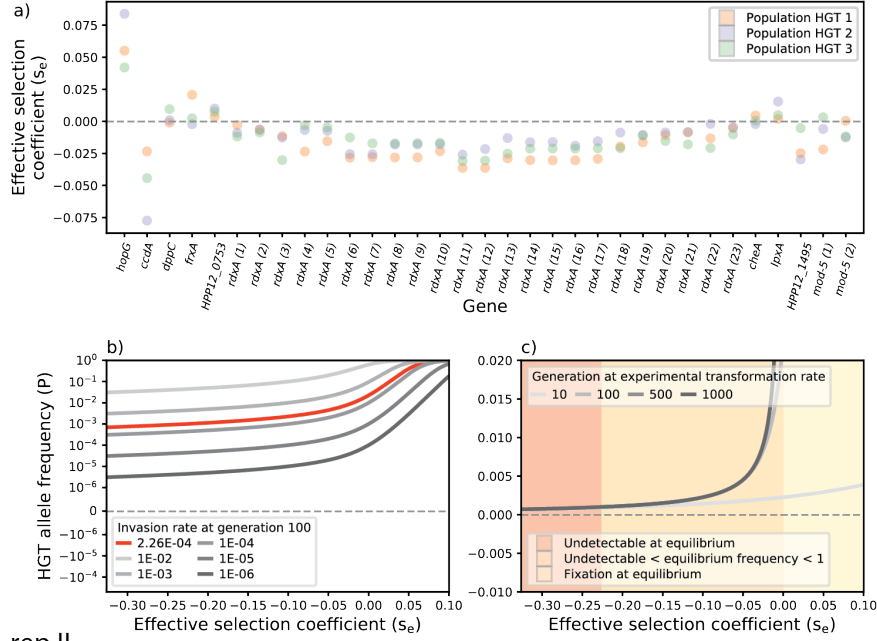 a)
Effective selection
coefficient (sₑ)
0.075
0.050
0.025
0.000
−0.025
−0.050
−0.075
Population HGT 1
Population HGT 2
Population HGT 3
hopG
ccdA
dppC
frxA
HPP12_0753
rdxA (1)
rdxA (2)
rdxA (3)
rdxA (4)
rdxA (5)
rdxA (6)
rdxA (7)
rdxA (8)
rdxA (9)
rdxA (10)
rdxA (11)
rdxA (12)
rdxA (13)
rdxA (14)
rdxA (15)
rdxA (16)
rdxA (17)
rdxA (18)
rdxA (19)
rdxA (20)
rdxA (21)
rdxA (22)
rdxA (23)
cheA
lpxA
HPP12_1495
mod-5 (1)
mod-5 (2)
Gene
b)
HGT allele frequency (P)
10⁰
10⁻¹
10⁻²
10⁻³
10⁻⁴
10⁻⁵
10⁻⁶
0
−10⁻⁶
−10⁻⁵
−10⁻⁴
Invasion rate at generation 100
2.26E-04
1E-02
1E-03
1E-04
1E-05
1E-06
−0.30 −0.25 −0.20 −0.15 −0.10 −0.05 0.00 0.05 0.10
Effective selection coefficient (sₑ)
c)
0.020
0.015
0.010
0.005
0.000
−0.005
−0.010
Generation at experimental transformation rate
10 100 500 1000
Undetectable at equilibrium
Undetectable < equilibrium frequency < 1
Fixation at equilibrium
−0.30 −0.25 −0.20 −0.15 −0.10 −0.05 0.00 0.05 0.10
Effective selection coefficient (sₑ)